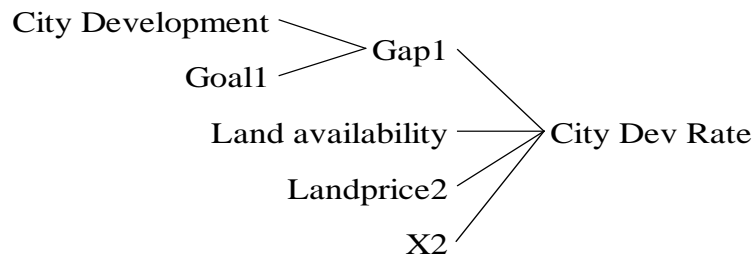 City Development
Gap1
Goal1
Land availability
City Dev Rate
Landprice2
X2